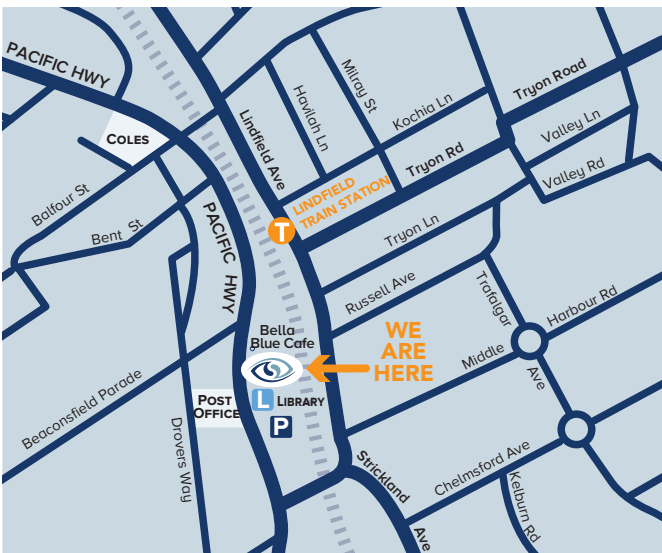 PACIFIC HWY
COLES
Balfour St
Bent St
Lindfield Ave
Havilah Ln
Milray St
Kochia Ln
Tryon Road
Tryon Rd
Valley Ln
Valley Rd
LINDFIELD
TRAIN STATION
T
PACIFIC HWY
Tryon Ln
Russell Ave
Trafalgar
Ave
Harbour Rd
Middle
Bella
Blue Cafe
WE
ARE
HERE
L LIBRARY
P
POST
OFFICE
Beaconsfield Parade
Drovers Way
Strickland
Ave
Chelmsford Ave
Kelburn Rd